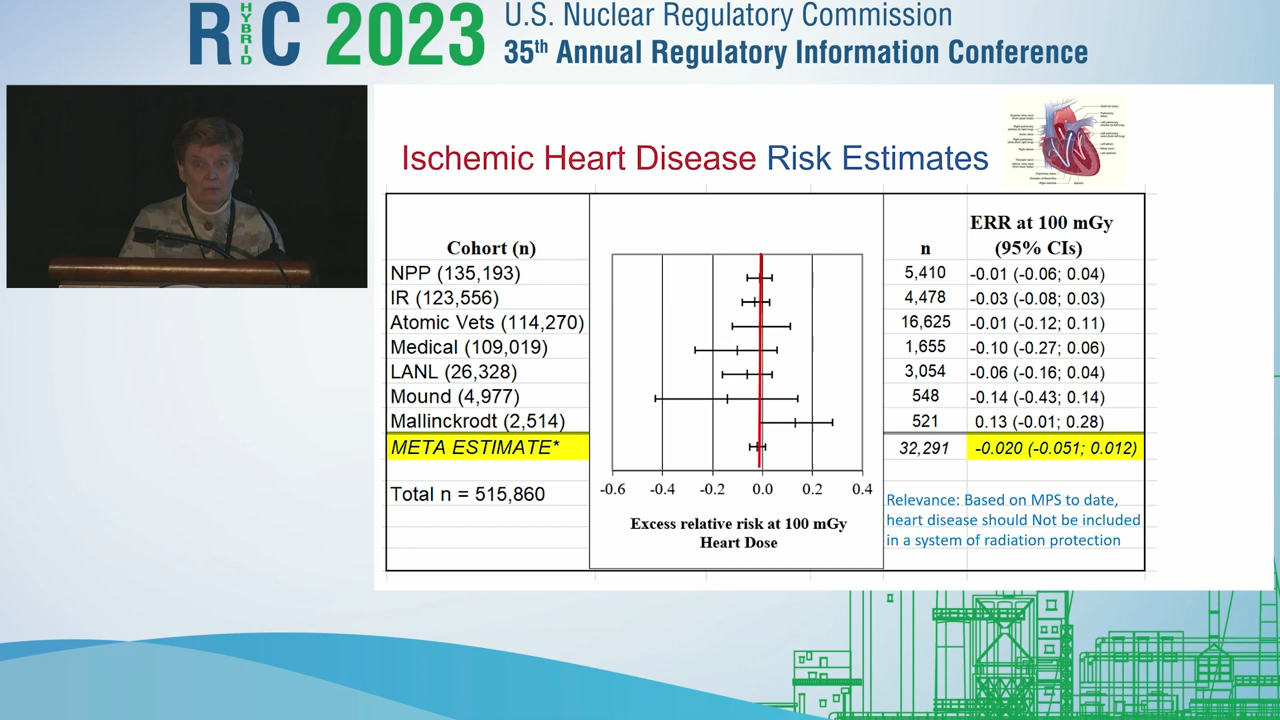 RIC HYBRID 2023
U.S. Nuclear Regulatory Commission
35th Annual Regulatory Information Conference
Ischemic Heart Disease Risk Estimates
Cohort (n) n ERR at 100 mGy (95% CIs)
NPP (135,193) 5,410 -0.01 (-0.06; 0.04)
IR (123,556) 4,478 -0.03 (-0.08; 0.03)
Atomic Vets (114,270) 16,625 -0.01 (-0.12; 0.11)
Medical (109,019) 1,655 -0.10 (-0.27; 0.06)
LANL (26,328) 3,054 -0.06 (-0.16; 0.04)
Mound (4,977) 548 -0.14 (-0.43; 0.14)
Mallinckrodt (2,514) 521 0.13 (-0.01; 0.28)
META ESTIMATE* 32,291 -0.020 (-0.051; 0.012)
Total n = 515,860
-0.6 -0.4 -0.2 0.0 0.2 0.4
Excess relative risk at 100 mGy
Heart Dose
Relevance: Based on MPS to date,
heart disease should Not be included
in a system of radiation protection